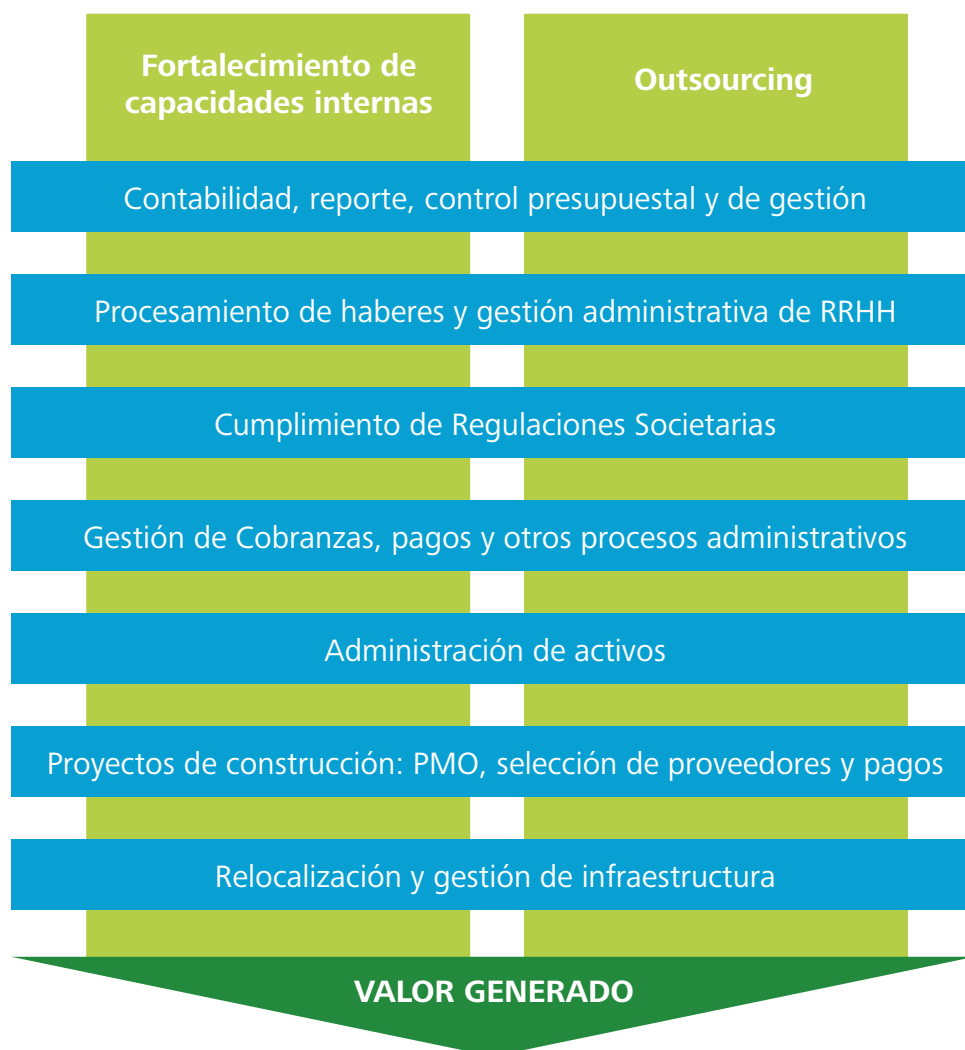 Fortalecimiento de
capacidades internas
Outsourcing
Contabilidad, reporte, control presupuestal y de gestión
Procesamiento de haberes y gestión administrativa de RRHH
Cumplimiento de Regulaciones Societarias
Gestión de Cobranzas, pagos y otros procesos administrativos
Administración de activos
Proyectos de construcción: PMO, selección de proveedores y pagos
Relocalización y gestión de infraestructura
VALOR GENERADO